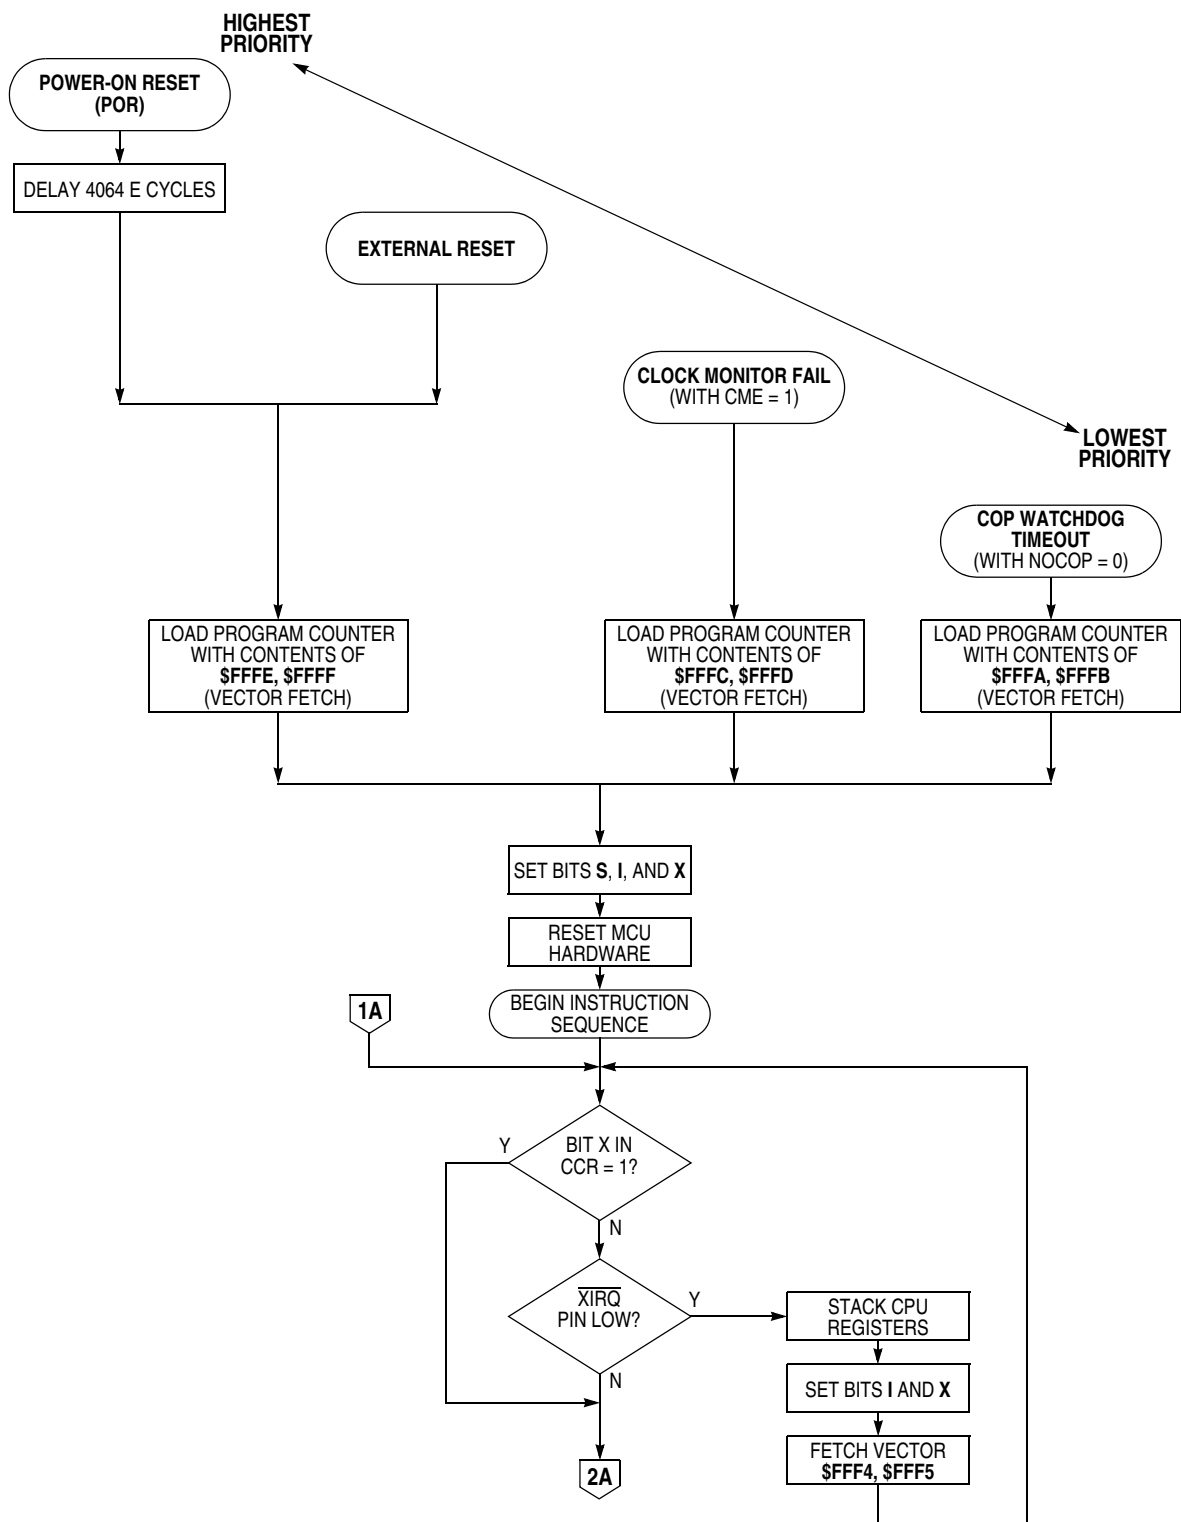 HIGHEST
PRIORITY
POWER-ON RESET
(POR)
DELAY 4064 E CYCLES
EXTERNAL RESET
CLOCK MONITOR FAIL
(WITH CME = 1)
LOWEST
PRIORITY
COP WATCHDOG
TIMEOUT
(WITH NOCOP = 0)
LOAD PROGRAM COUNTER
WITH CONTENTS OF
$FFFE, $FFFF
(VECTOR FETCH)
LOAD PROGRAM COUNTER
WITH CONTENTS OF
$FFFC, $FFFD
(VECTOR FETCH)
LOAD PROGRAM COUNTER
WITH CONTENTS OF
$FFFA, $FFFB
(VECTOR FETCH)
SET BITS S, I, AND X
RESET MCU
HARDWARE
BEGIN INSTRUCTION
SEQUENCE
1A
BIT X IN
CCR = 1?
Y
N
XIRQ
PIN LOW?
Y
N
STACK CPU
REGISTERS
SET BITS I AND X
FETCH VECTOR
$FFF4, $FFF5
2A